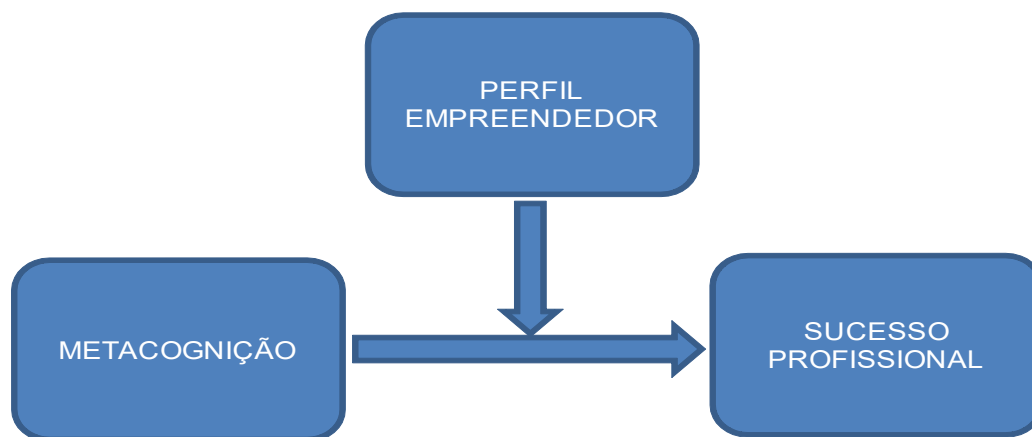 PERFIL
EMPREENDEDOR
METACOGNIÇÃO
SUCESSO
PROFISSIONAL